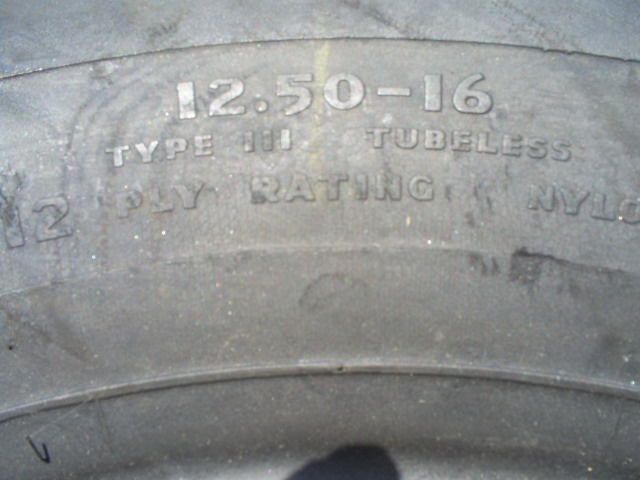 12.50-16
TYPE III TUBELESS
12 PLY RATING NYLO